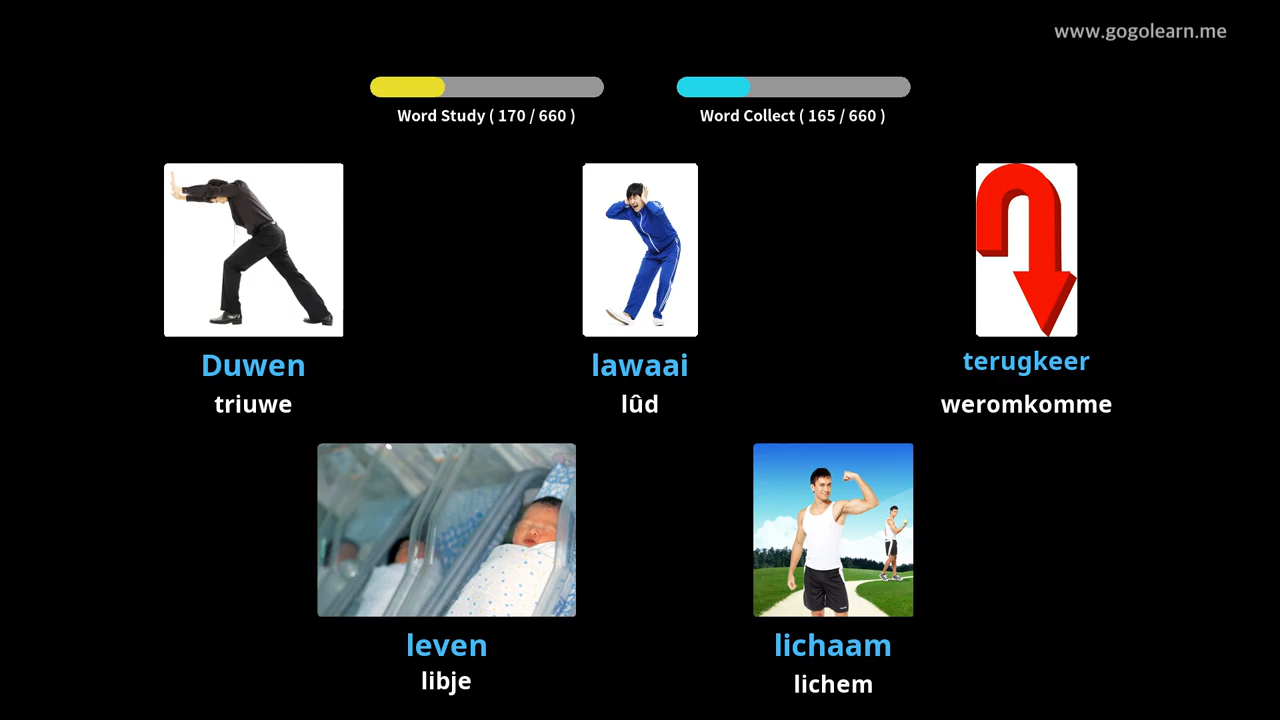 www.gogolearn.me
Word Study ( 170 / 660 )
Word Collect ( 165 / 660 )
Duwen
triuwe
lawaai
lûd
terugkeer
weromkomme
leven
libje
lichaam
lichem